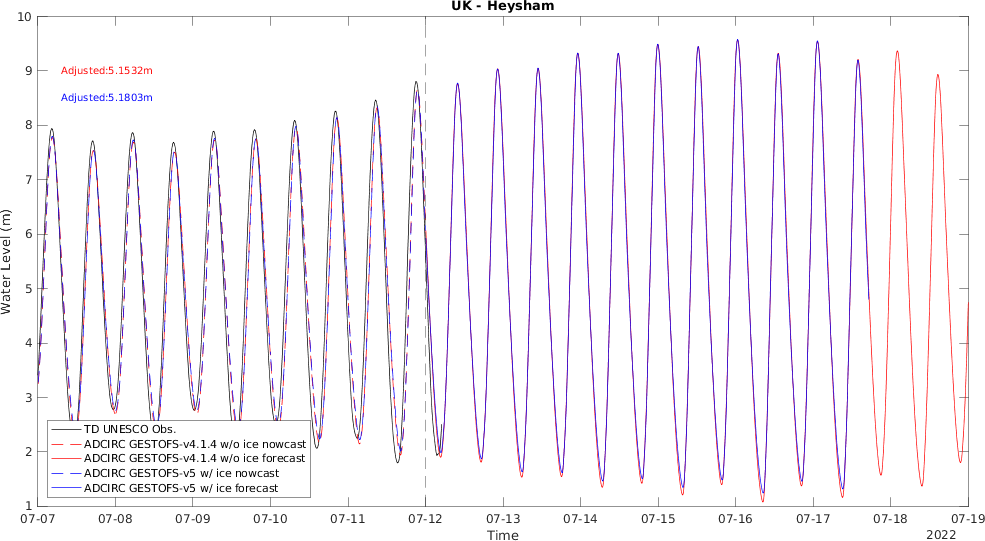 UK - Heysham
10
9
8
7
6
5
4
3
2
1
Water Level (m)
Adjusted:5.1532m
Adjusted:5.1803m
TD UNESCO Obs.
ADCIRC GESTOFS-v4.1.4 w/o ice nowcast
ADCIRC GESTOFS-v4.1.4 w/o ice forecast
ADCIRC GESTOFS-v5 w/ ice nowcast
ADCIRC GESTOFS-v5 w/ ice forecast
07-07 07-08 07-09 07-10 07-11 07-12 07-13 07-14 07-15 07-16 07-17 07-18 07-19
Time
2022